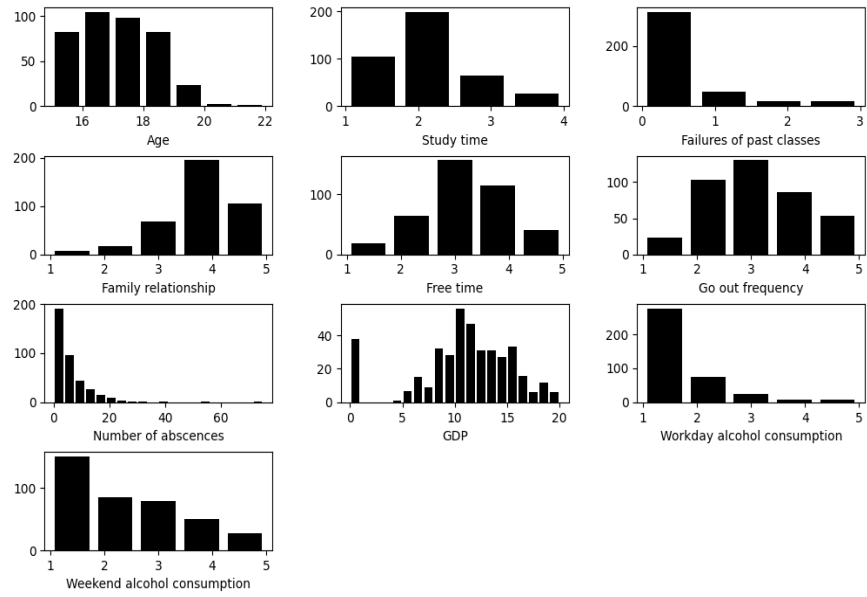 100
50
0
16 18 20 22
Age
200
100
0
1 2 3 4
Study time
200
0
0 1 2 3
Failures of past classes
200
100
0
1 2 3 4 5
Family relationship
100
0
1 2 3 4 5
Free time
100
50
0
1 2 3 4 5
Go out frequency
200
100
0
0 20 40 60
Number of abscences
40
20
0
0 5 10 15 20
GDP
200
100
0
1 2 3 4 5
Workday alcohol consumption
100
0
1 2 3 4 5
Weekend alcohol consumption